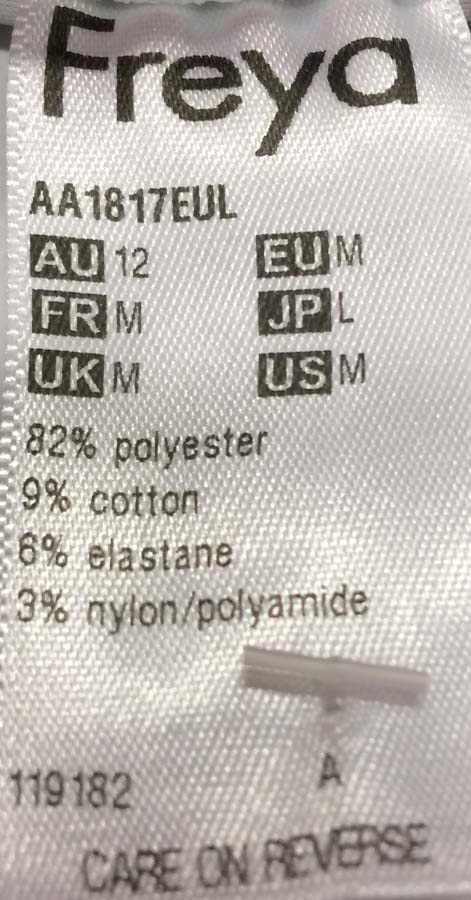 Freya
AA1817EUL
AU 12 EU M
FR M JP L
UK M US M
82% polyester
9% cotton
6% elastane
3% nylon/polyamide
119182 A
CARE ON REVERSE